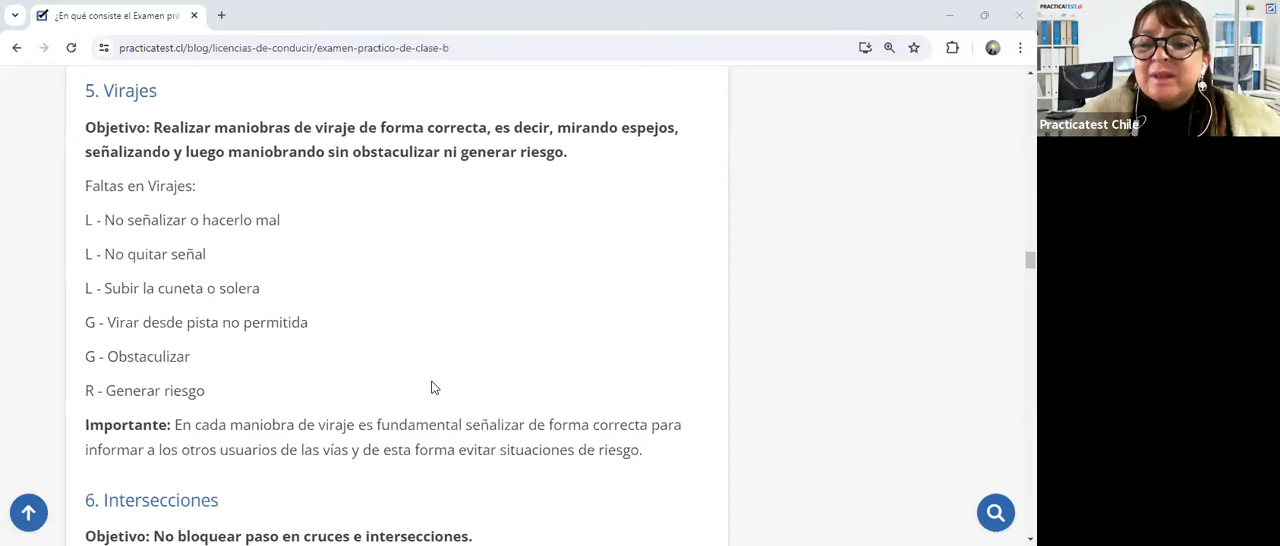 ¿En qué consiste el Examen prá
practicatest.cl/blog/licencias-de-conducir/examen-practico-de-clase-b
PRACTICATEST.cl
Practicatest Chile
5. Virajes
Objetivo: Realizar maniobras de viraje de forma correcta, es decir, mirando espejos,
señalizando y luego maniobrando sin obstaculizar ni generar riesgo.
Faltas en Virajes:
L - No señalizar o hacerlo mal
L - No quitar señal
L - Subir la cuneta o solera
G - Virar desde pista no permitida
G - Obstaculizar
R - Generar riesgo
Importante: En cada maniobra de viraje es fundamental señalizar de forma correcta para
informar a los otros usuarios de las vías y de esta forma evitar situaciones de riesgo.
6. Intersecciones
Objetivo: No bloquear paso en cruces e intersecciones.